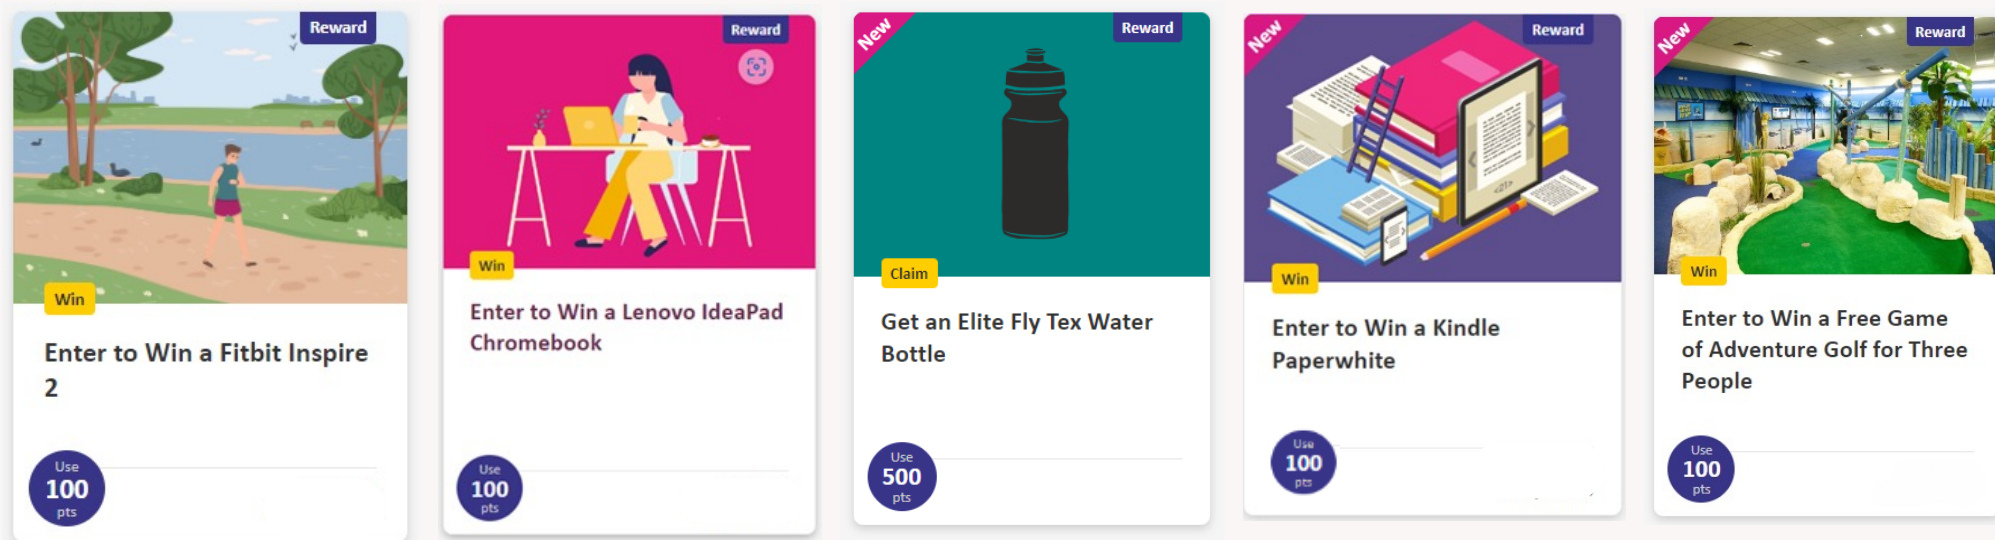 Reward
Win
Enter to Win a Fitbit Inspire
2
Use
100
pts
Reward
Win
Enter to Win a Lenovo IdeaPad
Chromebook
Use
100
pts
New
Reward
Claim
Get an Elite Fly Tex Water
Bottle
Use
500
pts
New
Reward
Win
Enter to Win a Kindle
Paperwhite
Use
100
pts
New
Reward
Win
Enter to Win a Free Game
of Adventure Golf for Three
People
Use
100
pts